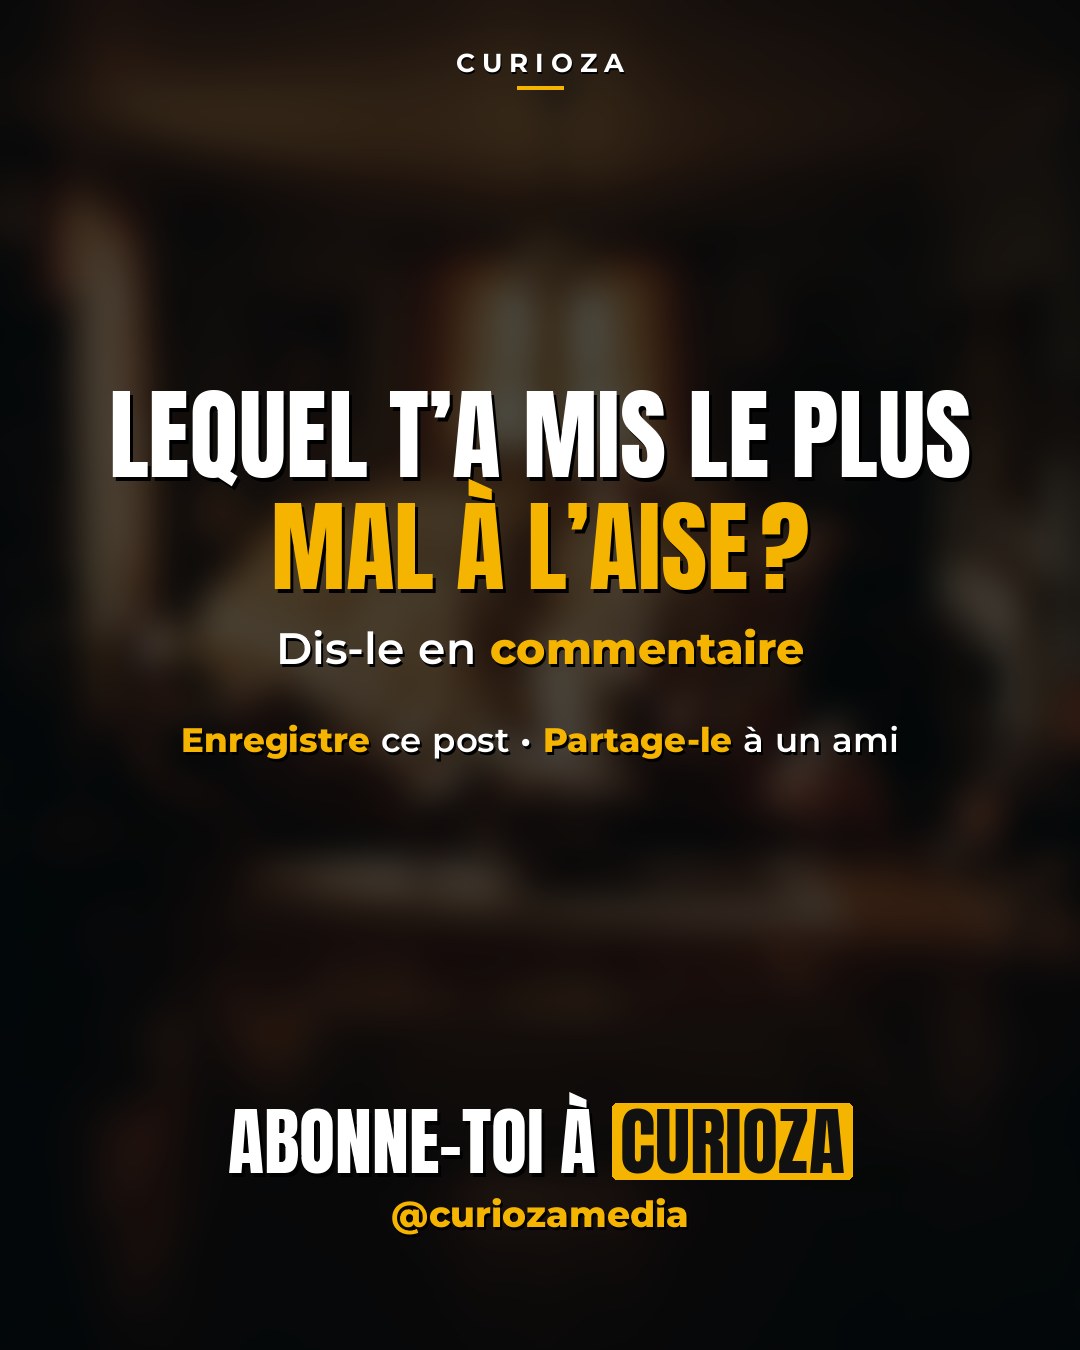 CURIOZA
LEQUEL T’A MIS LE PLUS
MAL À L’AISE ?
Dis-le en commentaire
Enregistre ce post • Partage-le à un ami
ABONNE-TOI À CURIOZA
@curiozamedia